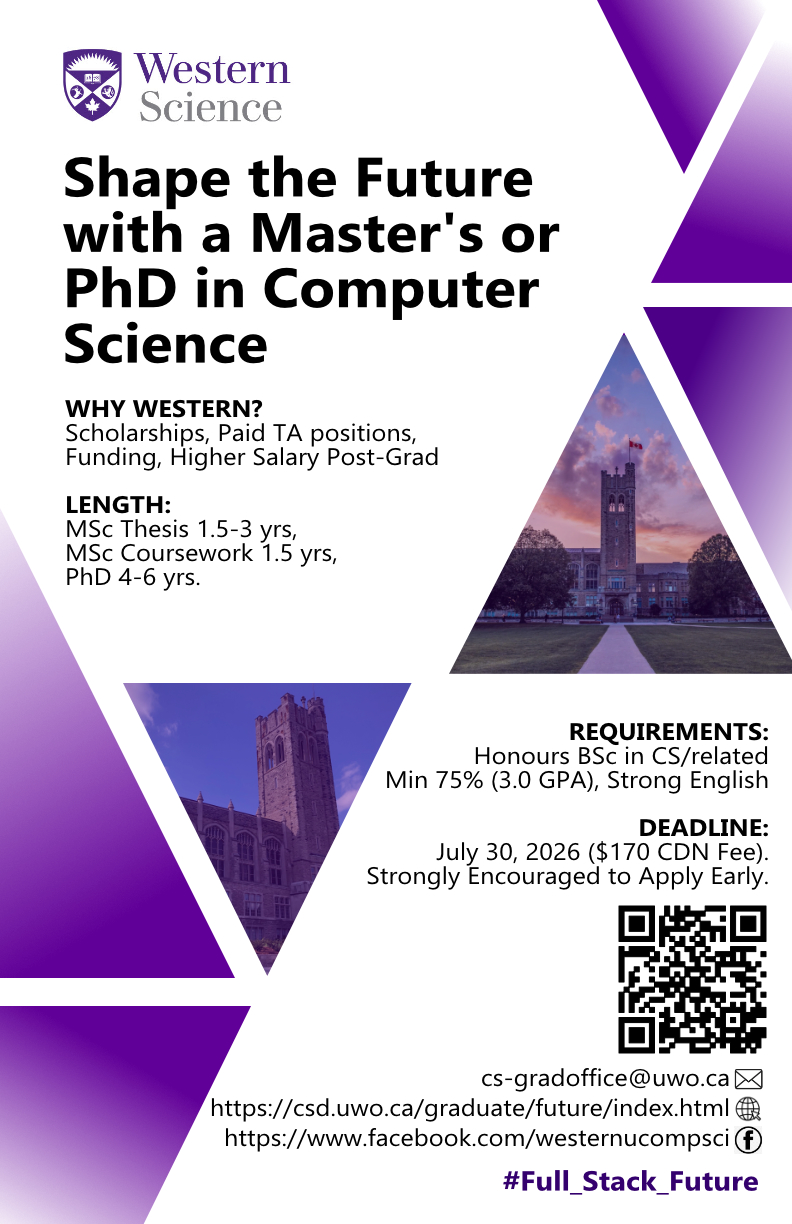 Western
Science
Shape the Future
with a Master's or
PhD in Computer
Science
WHY WESTERN?
Scholarships, Paid TA positions,
Funding, Higher Salary Post-Grad
LENGTH:
MSc Thesis 1.5-3 yrs,
MSc Coursework 1.5 yrs,
PhD 4-6 yrs.
REQUIREMENTS:
Honours BSc in CS/related
Min 75% (3.0 GPA), Strong English
DEADLINE:
July 30, 2026 ($170 CDN Fee).
Strongly Encouraged to Apply Early.
cs-gradoffice@uwo.ca
https://csd.uwo.ca/graduate/future/index.html
https://www.facebook.com/westernucompsci
#Full_Stack_Future